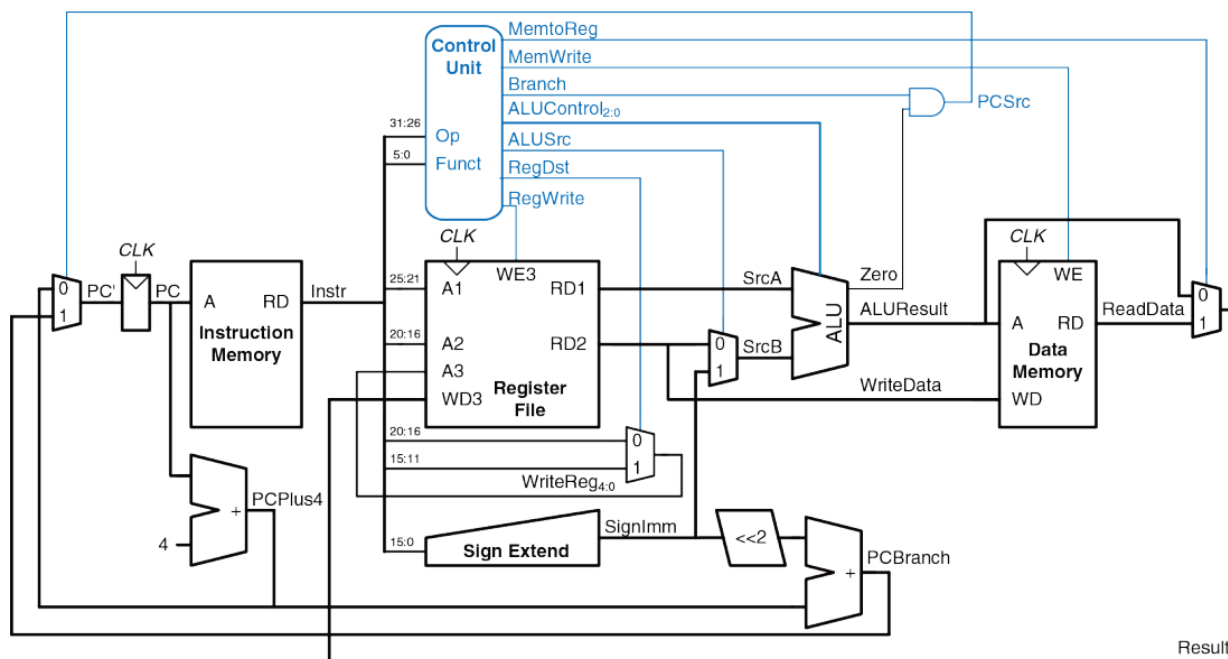 MemtoReg
Control
Unit
MemWrite
Branch
PCSrc
ALUControl2:0
31:26
Op
ALUSrc
5:0
Funct
RegDst
RegWrite
CLK
CLK
CLK
0
1
PC'
PC
A
RD
Instr
Instruction
Memory
25:21
A1
WE3
RD1
SrcA
Zero
WE
0
1
20:16
A2
RD2
0
1
SrcB
ALU
ALUResult
A
RD
ReadData
Data
Memory
A3
WD3
Register
File
WriteData
WD
20:16
0
15:11
1
WriteReg4:0
PCPlus4
+
4
15:0
Sign Extend
SignImm
<<2
PCBranch
+
Result